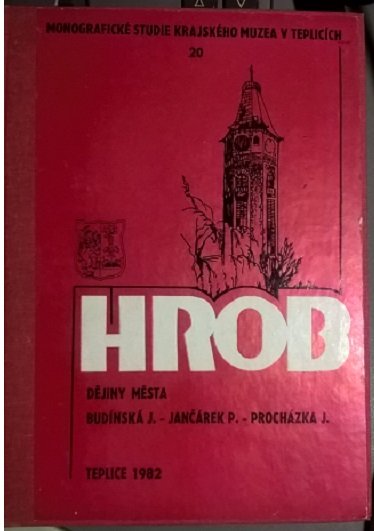 MONOGRAFICKÉ STUDIE KRAJSKÉHO MUZEA V TEPLICÍCH
20
HROB
DĚJINY MĚSTA
BUDÍNSKÁ J. - JANČÁREK P. - PROCHÁZKA J.
TEPLICE 1982